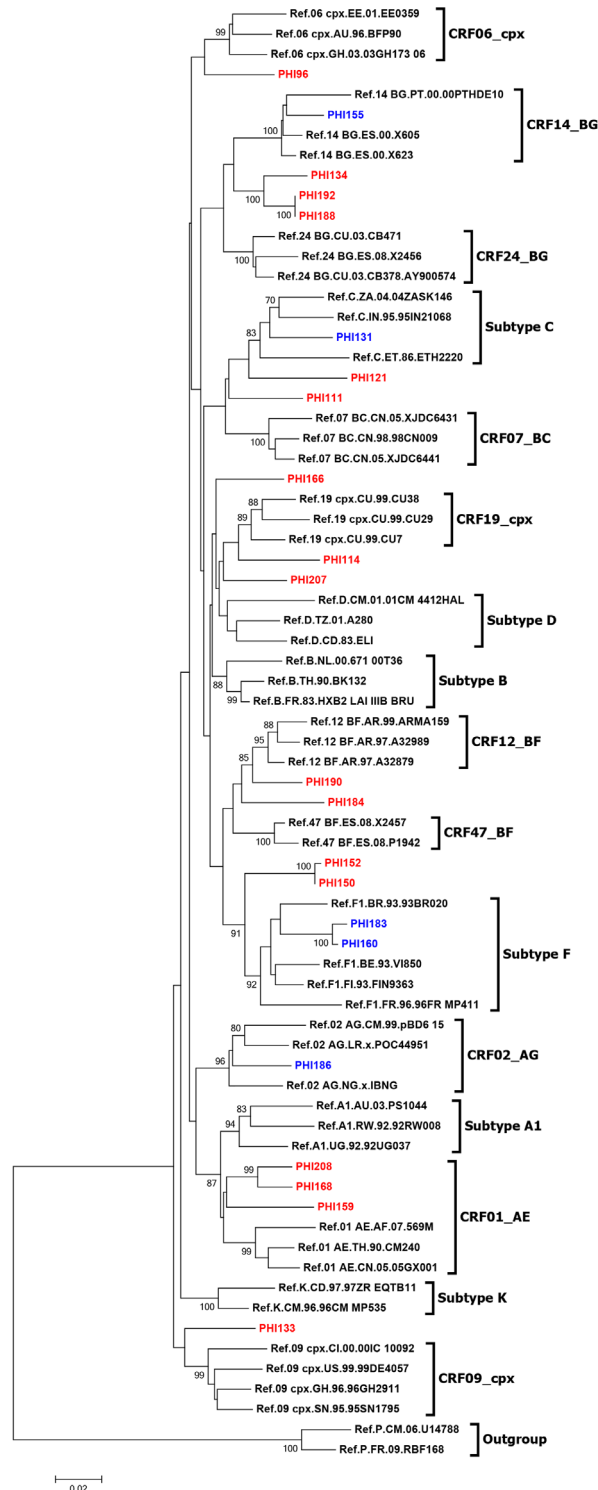 Ref.06 cpx.EE.01.EE0359
99
Ref.06 cpx.AU.96.BFP90
CRF06_cpx
Ref.06 cpx.GH.03.03GH173 06
PHI96
Ref.14 BG.PT.00.00PTHDE10
PHI155
CRF14_BG
100
Ref.14 BG.ES.00.X605
Ref.14 BG.ES.00.X623
PHI134
PHI192
100
100
PHI188
Ref.24 BG.CU.03.CB471
Ref.24 BG.ES.08.X2456
CRF24_BG
100
Ref.24 BG.CU.03.CB378.AY900574
Ref.C.ZA.04.04ZASK146
70
Ref.C.IN.95.95IN21068
Subtype C
83
PHI131
Ref.C.ET.86.ETH2220
PHI121
PHI111
Ref.07 BC.CN.05.XJDC6431
Ref.07 BC.CN.98.98CN009
CRF07_BC
100
Ref.07 BC.CN.05.XJDC6441
PHI166
Ref.19 cpx.CU.99.CU38
88
Ref.19 cpx.CU.99.CU29
CRF19_cpx
89
Ref.19 cpx.CU.99.CU7
PHI114
PHI207
Ref.D.CM.01.01CM 4412HAL
Ref.D.TZ.01.A280
Subtype D
Ref.D.CD.83.ELI
Ref.B.NL.00.671 00T36
88
Ref.B.TH.90.BK132
Subtype B
99
Ref.B.FR.83.HXB2 LAI IIIB BRU
Ref.12 BF.AR.99.ARMA159
88
Ref.12 BF.AR.97.A32989
CRF12_BF
95
Ref.12 BF.AR.97.A32879
85
PHI190
PHI184
Ref.47 BF.ES.08.X2457
CRF47_BF
100
Ref.47 BF.ES.08.P1942
PHI152
100
PHI150
Ref.F1.BR.93.93BR020
91
PHI183
100
PHI160
Subtype F
Ref.F1.BE.93.VI850
92
Ref.F1.FI.93.FIN9363
Ref.F1.FR.96.96FR MP411
Ref.02 AG.CM.99.pBD6 15
80
Ref.02 AG.LR.x.POC44951
CRF02_AG
96
PHI186
Ref.02 AG.NG.x.IBNG
Ref.A1.AU.03.PS1044
83
Ref.A1.RW.92.92RW008
Subtype A1
94
Ref.A1.UG.92.92UG037
PHI208
99
87
PHI168
PHI159
CRF01_AE
Ref.01 AE.AF.07.569M
Ref.01 AE.TH.90.CM240
99
Ref.01 AE.CN.05.05GX001
Ref.K.CD.97.97ZR EQTB11
Subtype K
100
Ref.K.CM.96.96CM MP535
PHI133
Ref.09 cpx.CI.00.00IC 10092
Ref.09 cpx.US.99.99DE4057
CRF09_cpx
99
Ref.09 cpx.GH.96.96GH2911
Ref.09 cpx.SN.95.95SN1795
Ref.P.CM.06.U14788
Outgroup
100
Ref.P.FR.09.RBF168
0.02